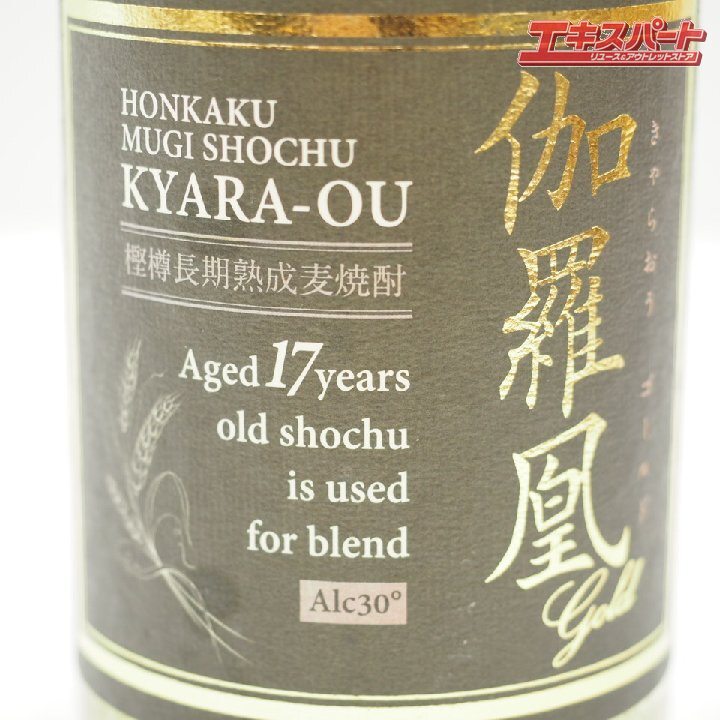 エキスパート
リユース&アウトレットストア
HONKAKU
MUGI SHOCHU
KYARA-OU
樫樽長期熟成麦焼酎
Aged 17 years
old shochu
is used
for blend
Alc30°
伽羅凰
Gold
きゃらおう